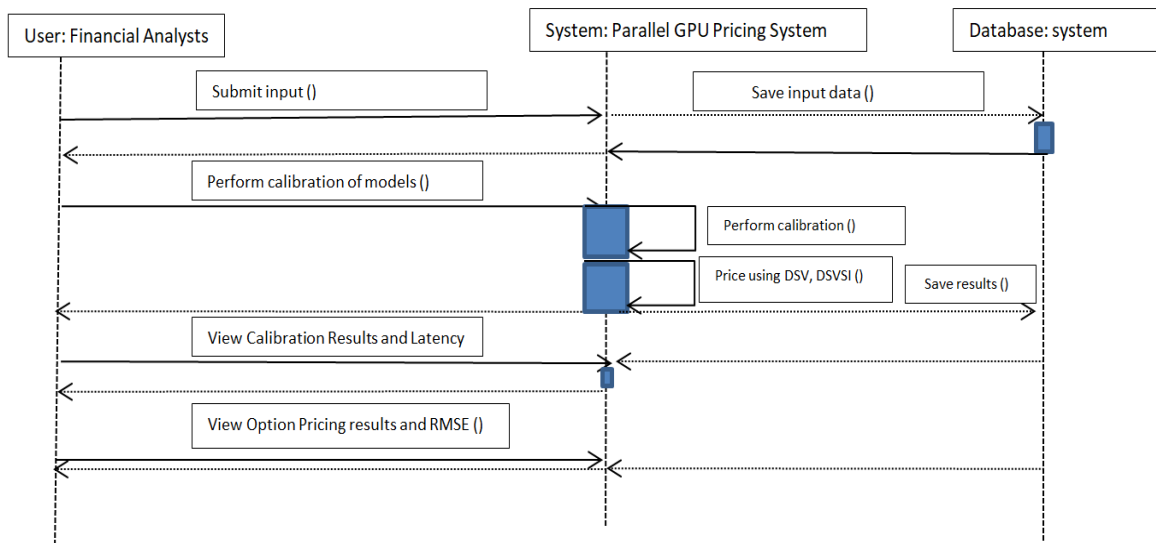 User: Financial Analysts
System: Parallel GPU Pricing System
Database: system
Submit input ()
Save input data ()
Perform calibration of models ()
Perform calibration ()
Price using DSV, DSVSI ()
Save results ()
View Calibration Results and Latency
View Option Pricing results and RMSE ()